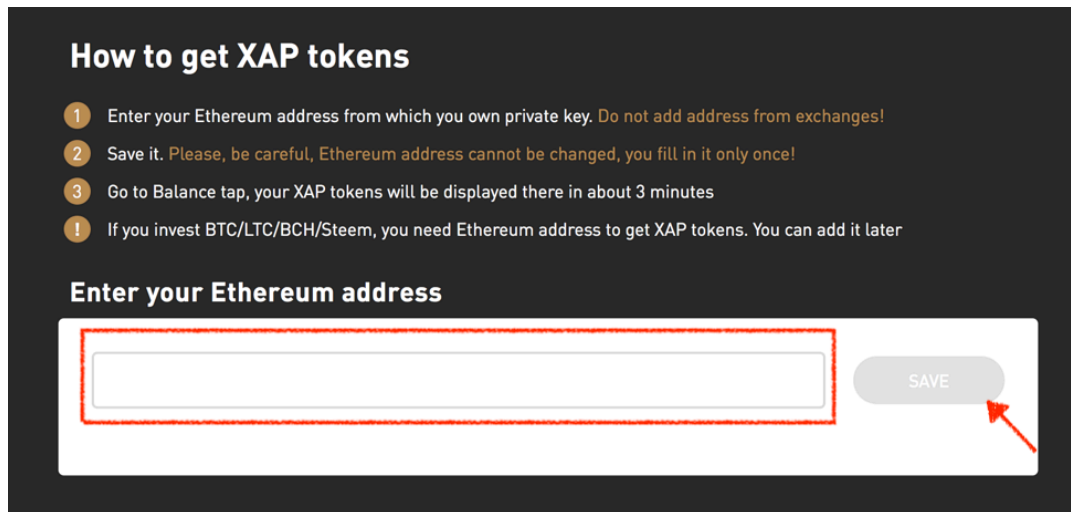 How to get XAP tokens
1 Enter your Ethereum address from which you own private key. Do not add address from exchanges!
2 Save it. Please, be careful, Ethereum address cannot be changed, you fill in it only once!
3 Go to Balance tap, your XAP tokens will be displayed there in about 3 minutes
! If you invest BTC/LTC/BCH/Steem, you need Ethereum address to get XAP tokens. You can add it later
Enter your Ethereum address
SAVE